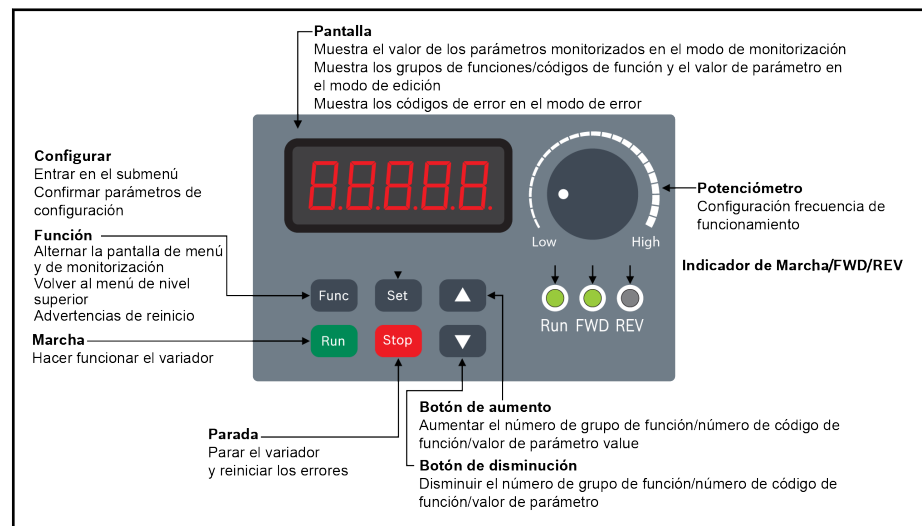 Pantalla
Muestra el valor de los parámetros monitorizados en el modo de monitorización
Muestra los grupos de funciones/códigos de función y el valor de parámetro en
el modo de edición
Muestra los códigos de error en el modo de error
Configurar
Entrar en el submenú
Confirmar parámetros de
configuración
Función
Alternar la pantalla de menú
y de monitorización
Volver al menú de nivel
superior
Advertencias de reinicio
Marcha
Hacer funcionar el variador
8.8.8.8.8.
Low
High
Potenciómetro
Configuración frecuencia de
funcionamiento
Indicador de Marcha/FWD/REV
Func
Set
Run
Stop
Run FWD REV
Parada
Parar el variador
y reiniciar los errores
Botón de aumento
Aumentar el número de grupo de función/número de código de
función/valor de parámetro value
Botón de disminución
Disminuir el número de grupo de función/número de código de
función/valor de parámetro